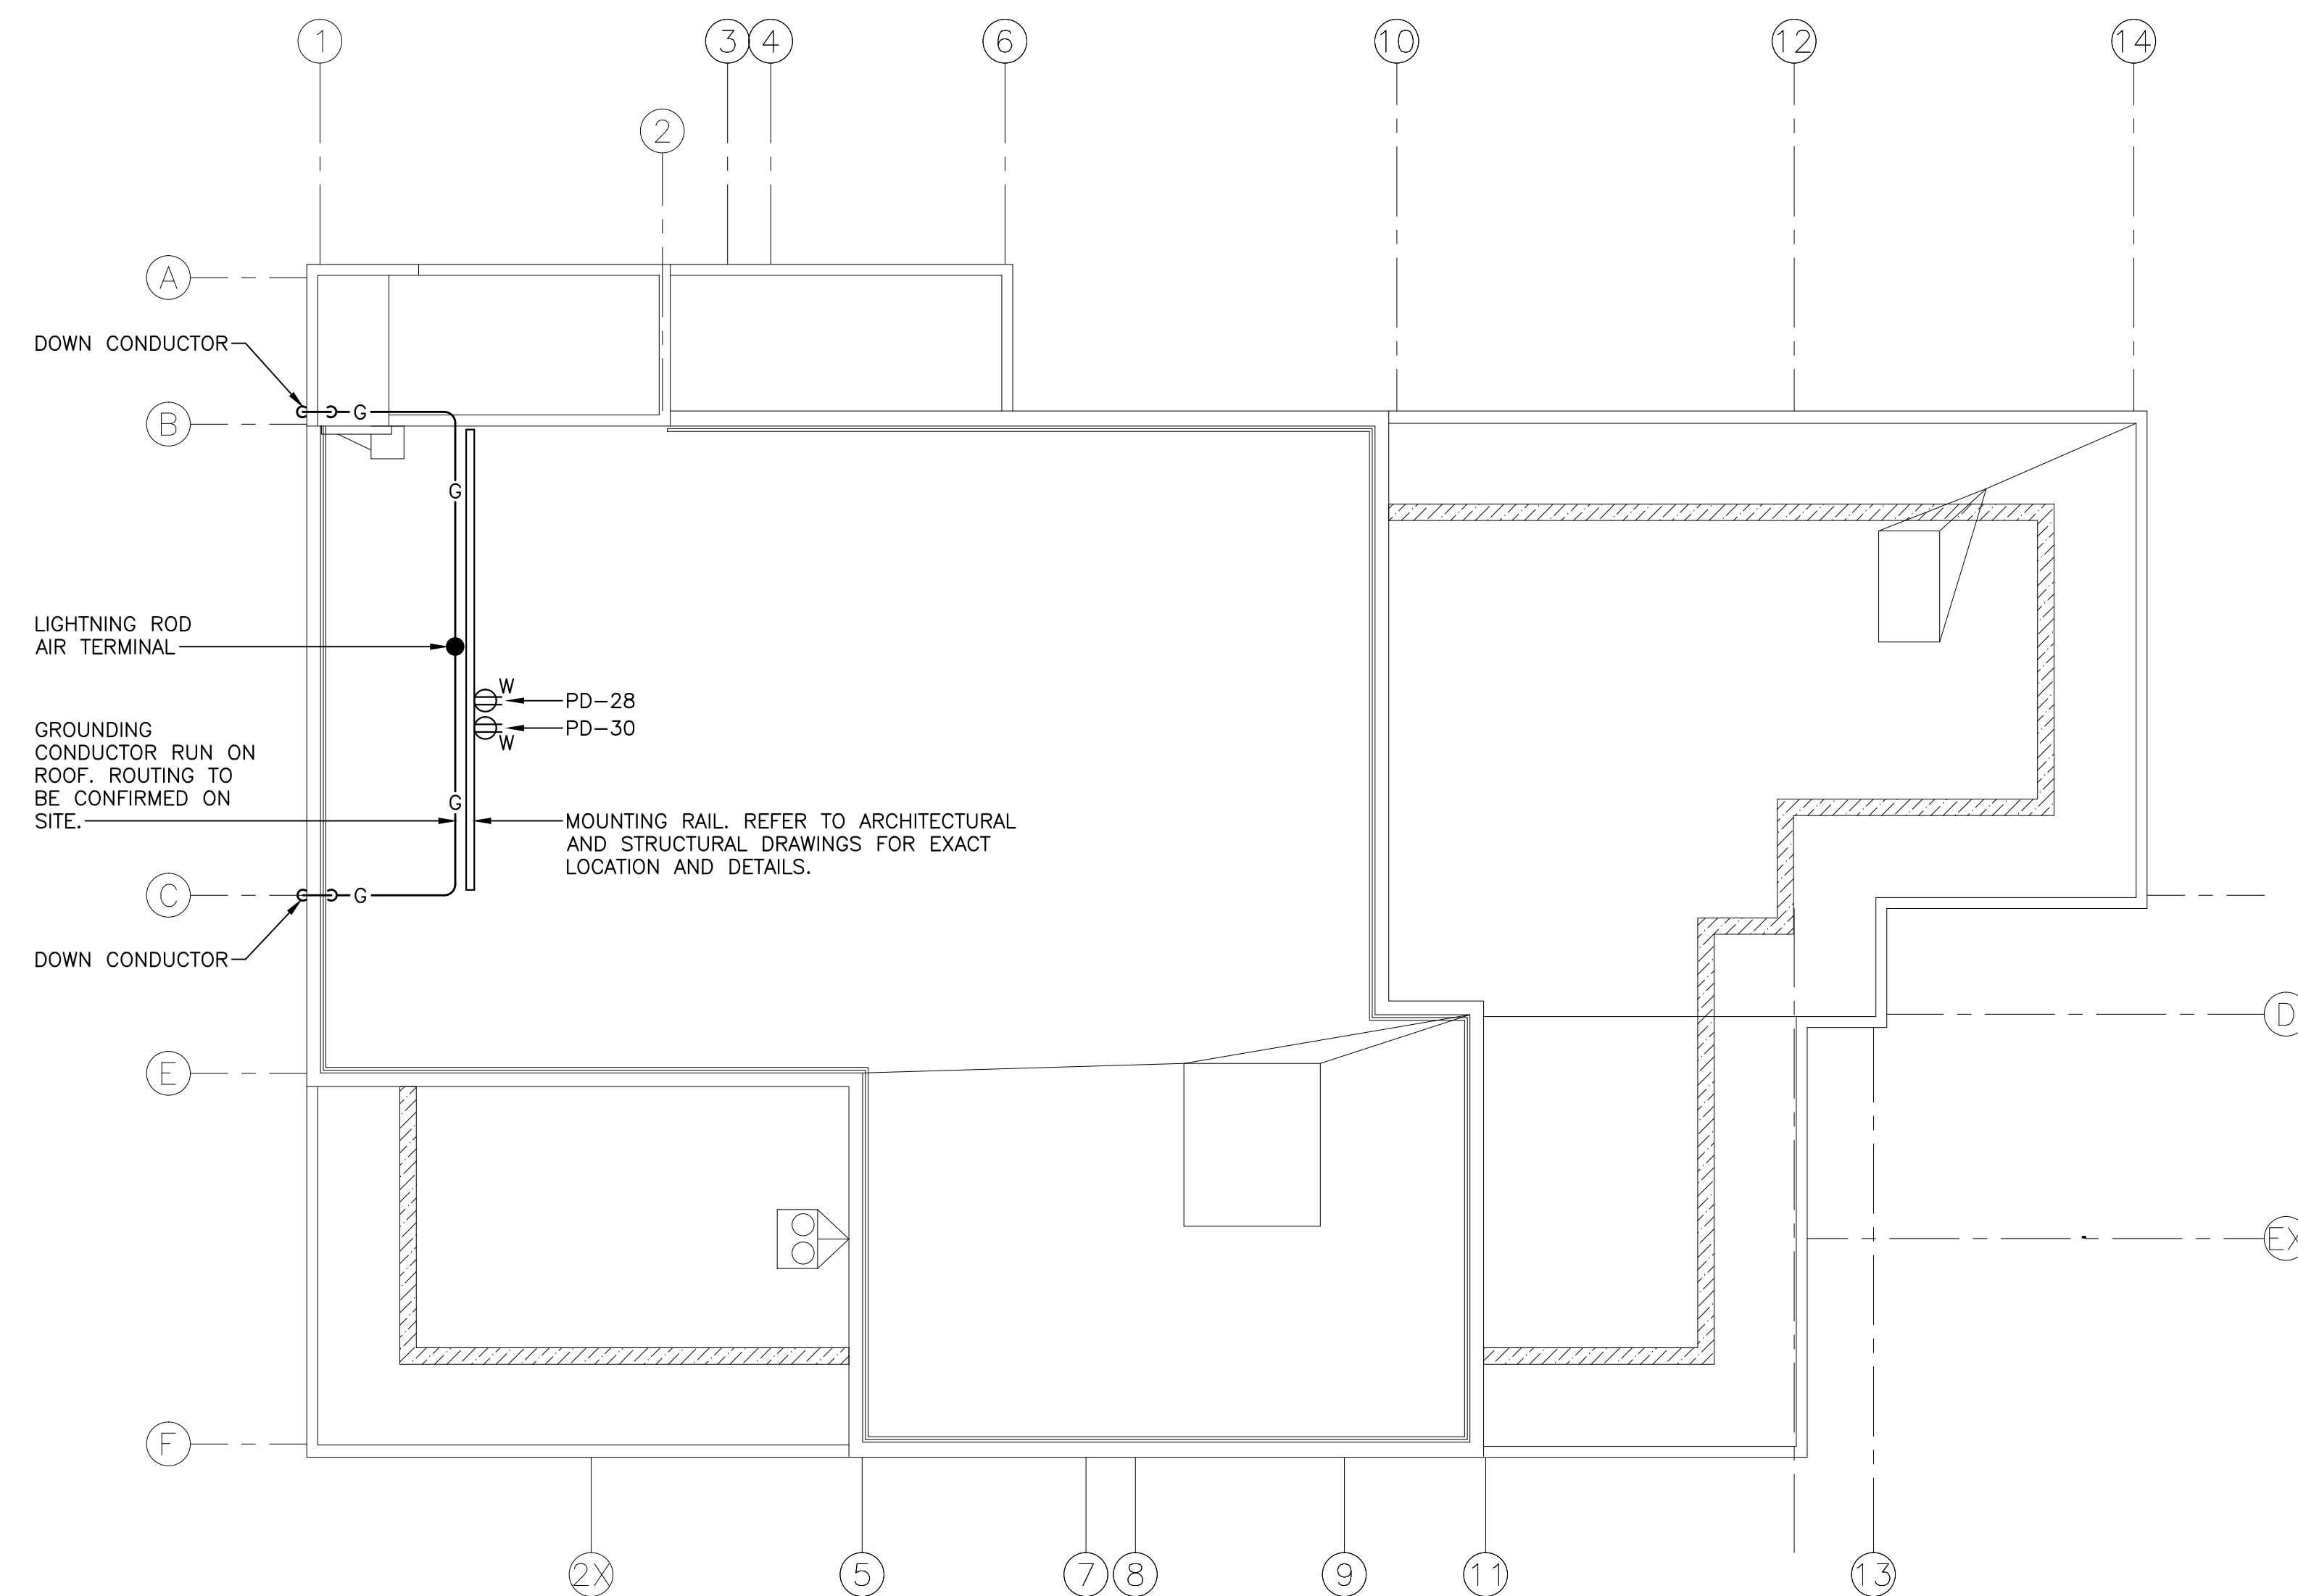 1
3
4
6
10
12
14
2
A
DOWN CONDUCTOR
G
B
G
LIGHTNING ROD
AIR TERMINAL
W
PD-28
PD-30
W
GROUNDING
CONDUCTOR RUN ON
ROOF. ROUTING TO
BE CONFIRMED ON
SITE.
G
MOUNTING RAIL. REFER TO ARCHITECTURAL
AND STRUCTURAL DRAWINGS FOR EXACT
LOCATION AND DETAILS.
C
G
DOWN CONDUCTOR
D
E
EX
F
2X
5
7
8
9
11
13